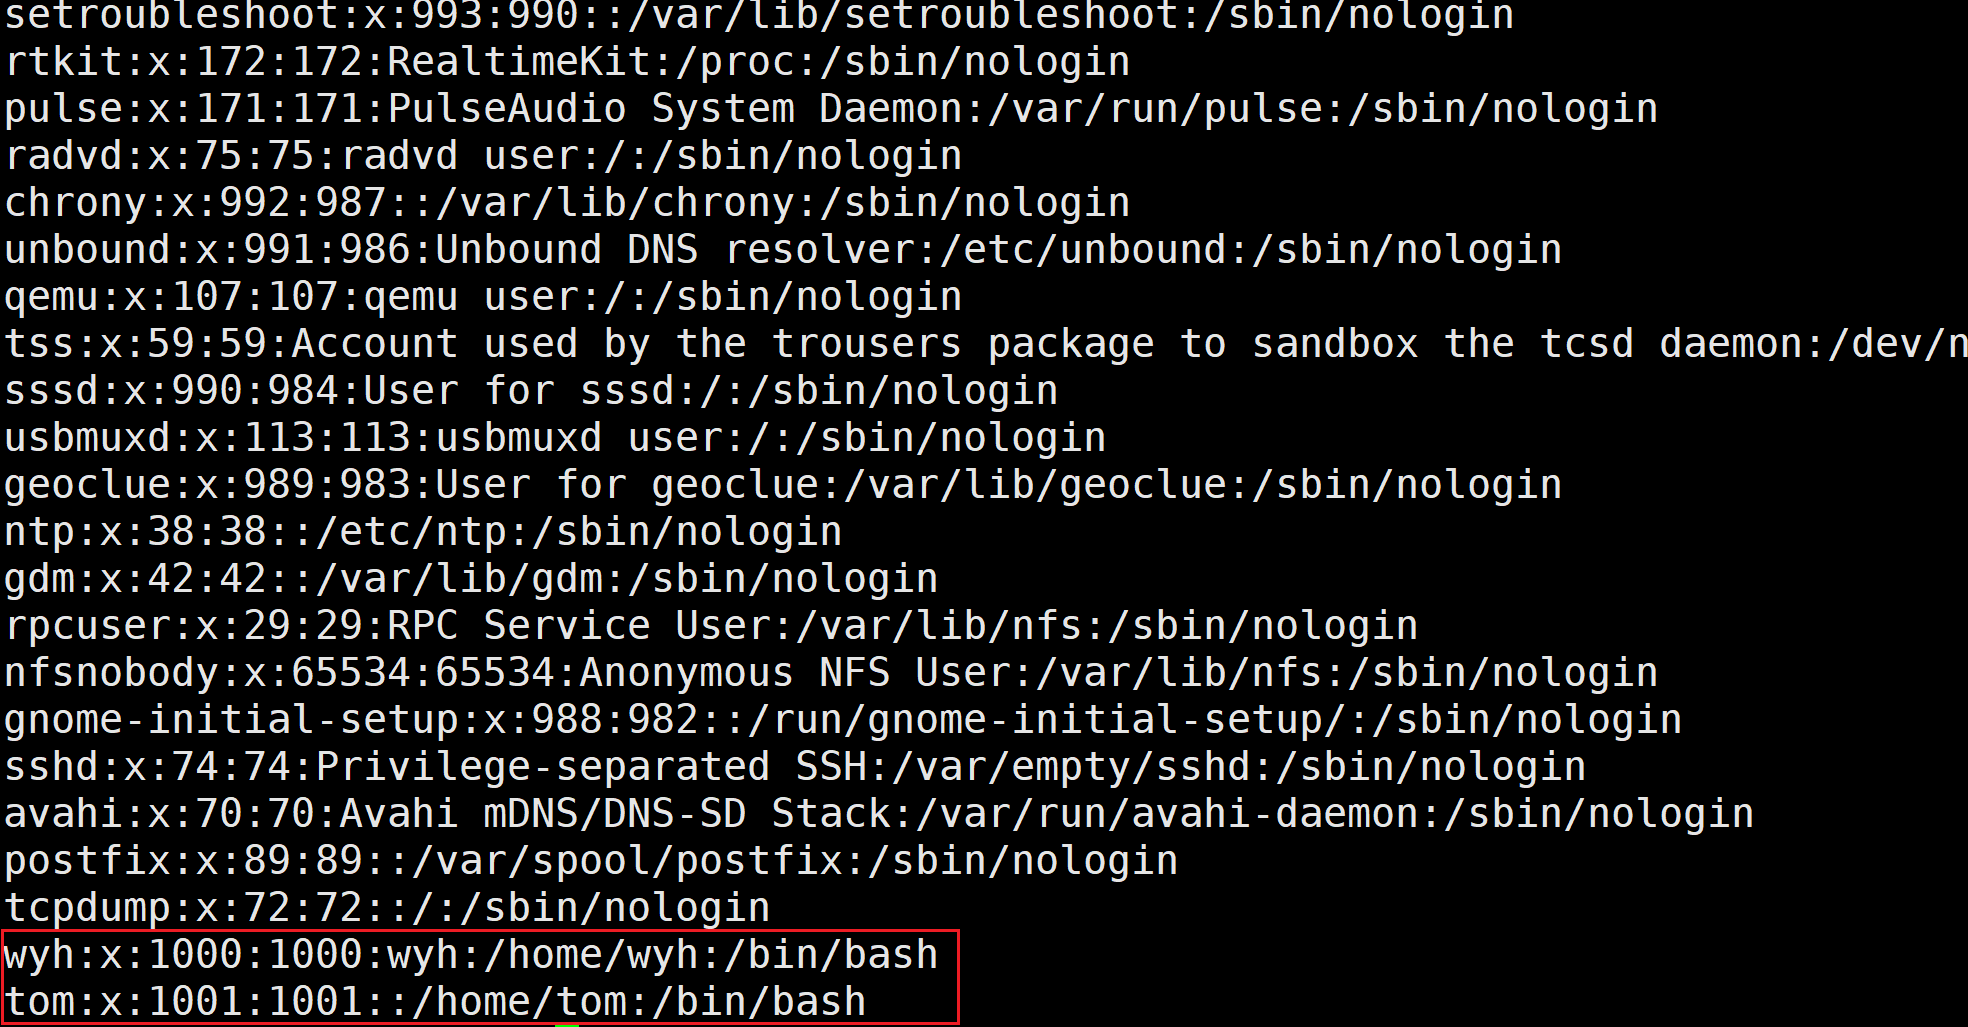 setroubleshoot:x:993:990::/var/lib/setroubleshoot:/sbin/nologin
rtkit:x:172:172:RealtimeKit:/proc:/sbin/nologin
pulse:x:171:171:PulseAudio System Daemon:/var/run/pulse:/sbin/nologin
radvd:x:75:75:radvd user:/:/sbin/nologin
chrony:x:992:987::/var/lib/chrony:/sbin/nologin
unbound:x:991:986:Unbound DNS resolver:/etc/unbound:/sbin/nologin
qemu:x:107:107:qemu user:/:/sbin/nologin
tss:x:59:59:Account used by the trousers package to sandbox the tcsd daemon:/dev/n
sssd:x:990:984:User for sssd:/:/sbin/nologin
usbmuxd:x:113:113:usbmuxd user:/:/sbin/nologin
geoclue:x:989:983:User for geoclue:/var/lib/geoclue:/sbin/nologin
ntp:x:38:38::/etc/ntp:/sbin/nologin
gdm:x:42:42::/var/lib/gdm:/sbin/nologin
rpcuser:x:29:29:RPC Service User:/var/lib/nfs:/sbin/nologin
nfsnobody:x:65534:65534:Anonymous NFS User:/var/lib/nfs:/sbin/nologin
gnome-initial-setup:x:988:982::/run/gnome-initial-setup/:/sbin/nologin
sshd:x:74:74:Privilege-separated SSH:/var/empty/sshd:/sbin/nologin
avahi:x:70:70:Avahi mDNS/DNS-SD Stack:/var/run/avahi-daemon:/sbin/nologin
postfix:x:89:89::/var/spool/postfix:/sbin/nologin
tcpdump:x:72:72::/:/sbin/nologin
wyh:x:1000:1000:wyh:/home/wyh:/bin/bash
tom:x:1001:1001::/home/tom:/bin/bash